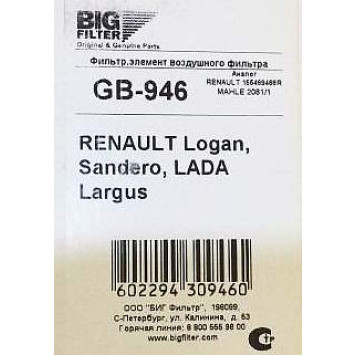 BIG
FILTER®
Original & Genuine Parts
Фильтр,элемент воздушного фильтра
Аналог
GB-946
RENAULT 165469466R
MAHLE 2081/1
RENAULT Logan,
Sandero, LADA
Largus
602294 309460
ООО "БИГ Фильтр", 198099,
С-Петербург, ул. Калинина, д. 53
Горячая линия: 8 800 555 98 00
www.bigfilter.com